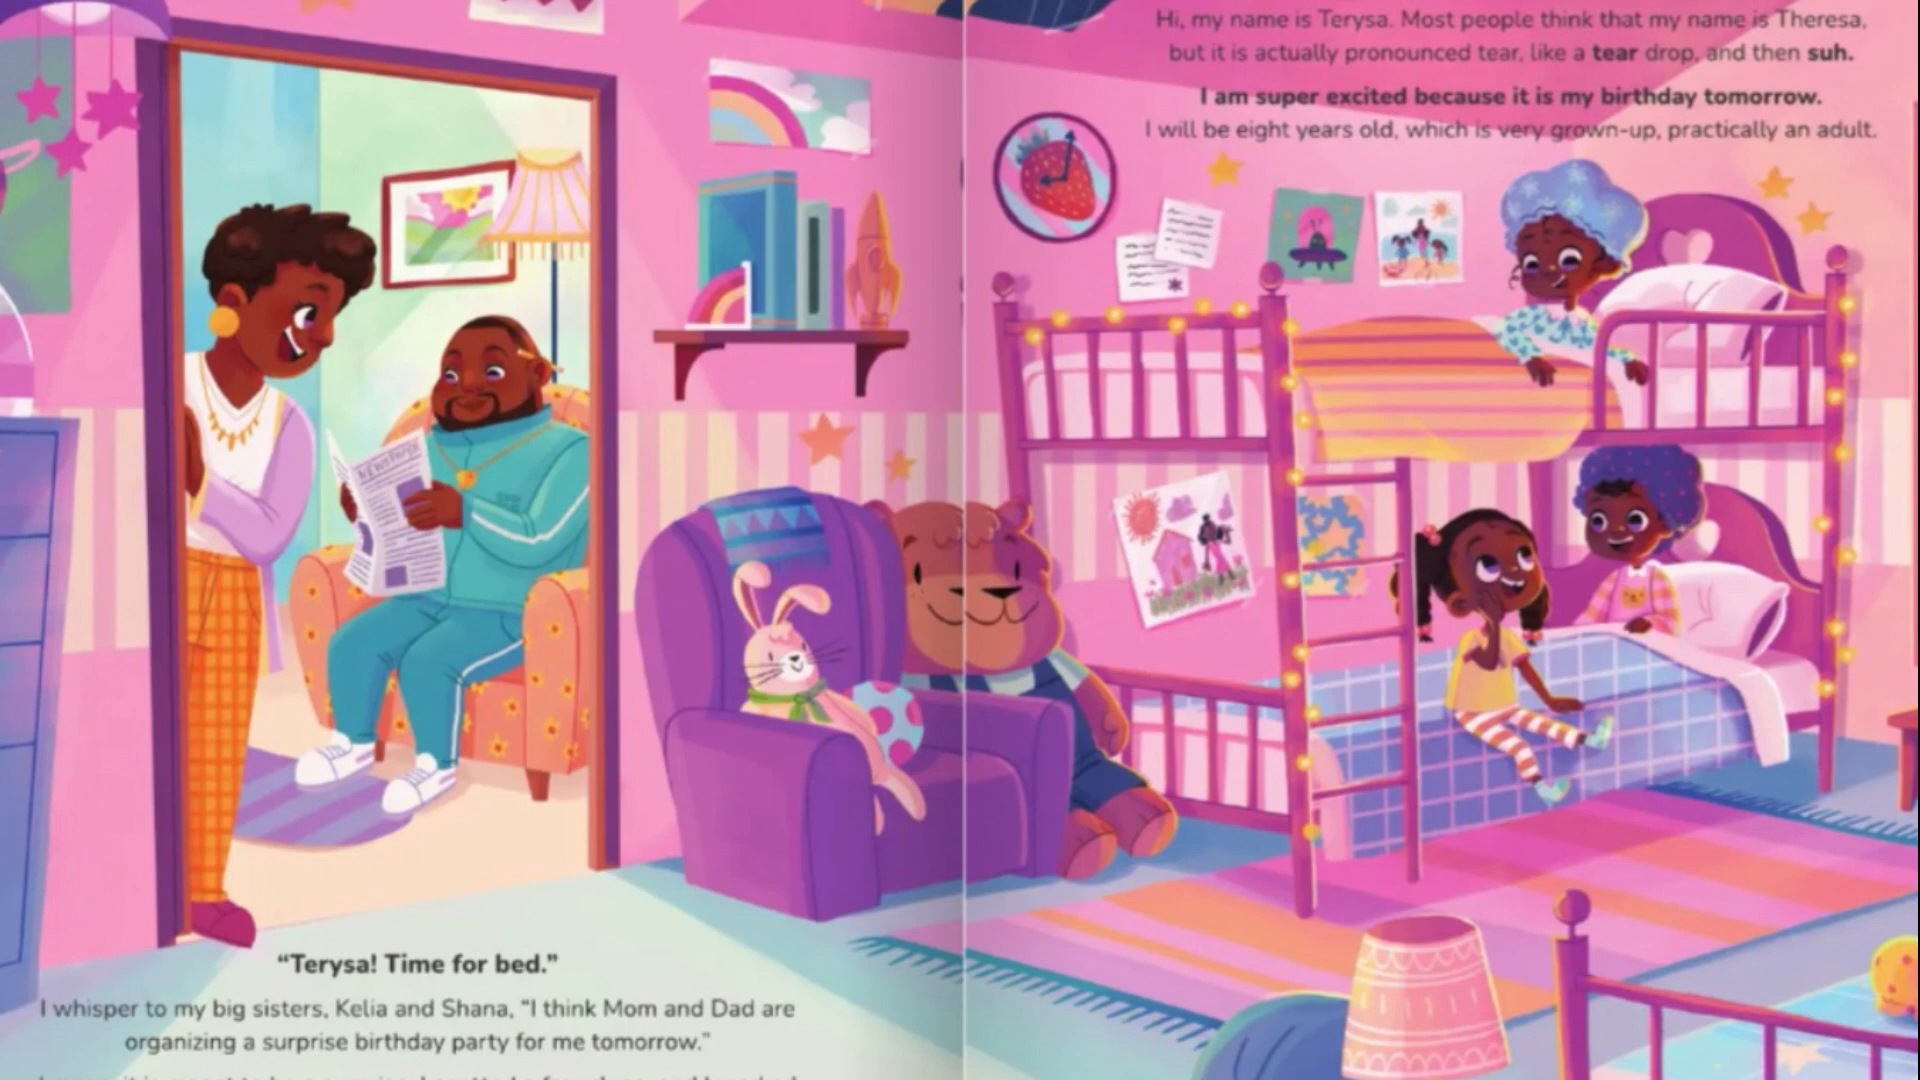 “Terysa! Time for bed.”
I whisper to my big sisters, Kelia and Shana, “I think Mom and Dad are
organizing a surprise birthday party for me tomorrow.”
NEWSPAPER
Hi, my name is Terysa. Most people think that my name is Theresa,
but it is actually pronounced tear, like a tear drop, and then suh.
I am super excited because it is my birthday tomorrow.
I will be eight years old, which is very grown-up, practically an adult.